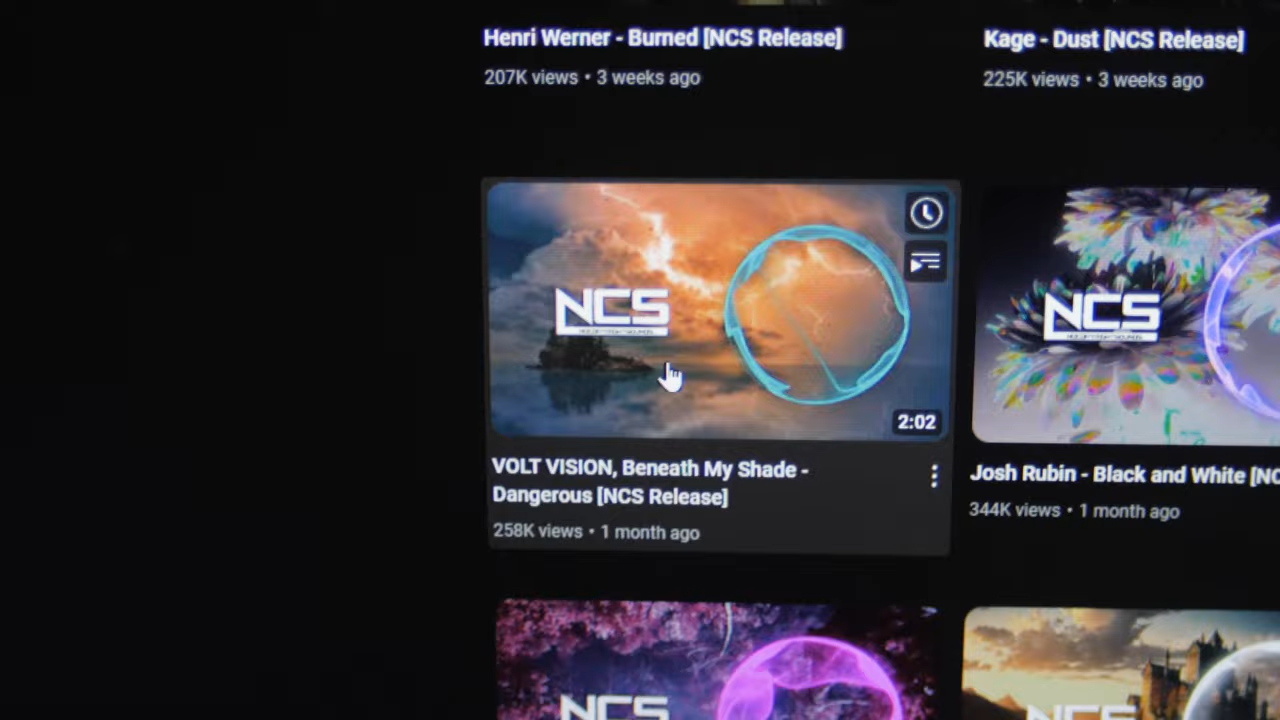 Henri Werner - Burned [NCS Release]
207K views • 3 weeks ago
Kage - Dust [NCS Release]
225K views • 3 weeks ago
NCS
2:02
VOLT VISION, Beneath My Shade -
Dangerous [NCS Release]
258K views • 1 month ago
NCS
Josh Rubin - Black and White [NC
344K views • 1 month ago
NCS
NCS